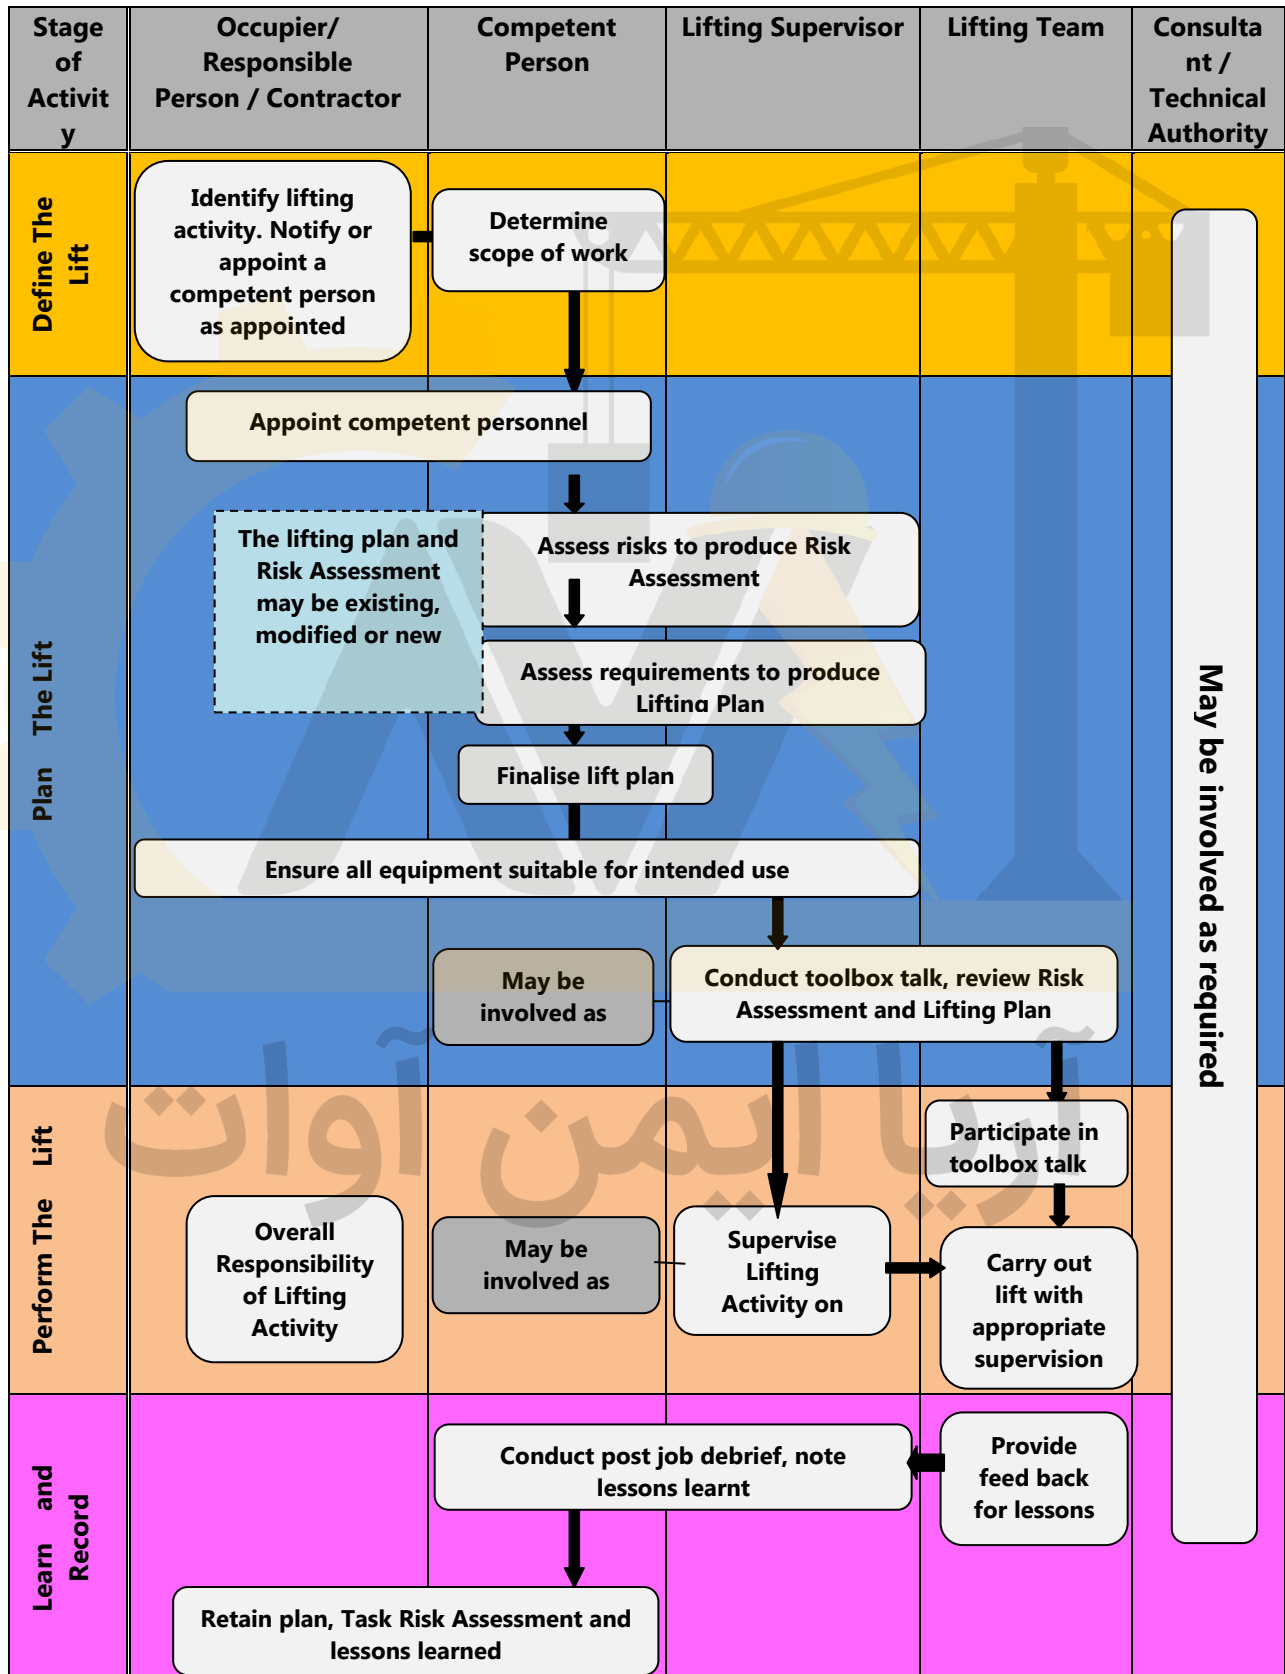 Stage
of
Activit
y
Occupier/
Responsible
Person / Contractor
Competent
Person
Lifting Supervisor
Lifting Team
Consulta
nt /
Technical
Authority
Define The
Lift
Identify lifting
activity. Notify or
appoint a
competent person
as appointed
Determine
scope of work
Plan The Lift
Appoint competent personnel
The lifting plan and
Risk Assessment
may be existing,
modified or new
Assess risks to produce Risk
Assessment
Assess requirements to produce
Lifting Plan
Finalise lift plan
Ensure all equipment suitable for intended use
May be
involved as
Conduct toolbox talk, review Risk
Assessment and Lifting Plan
May be involved as required
آریا ایمن آوات
Perform The Lift
Participate in
toolbox talk
Overall
Responsibility
of Lifting
Activity
May be
involved as
Supervise
Lifting
Activity on
Carry out
lift with
appropriate
supervision
Learn and
Record
Conduct post job debrief, note
lessons learnt
Provide
feed back
for lessons
Retain plan, Task Risk Assessment and
lessons learned